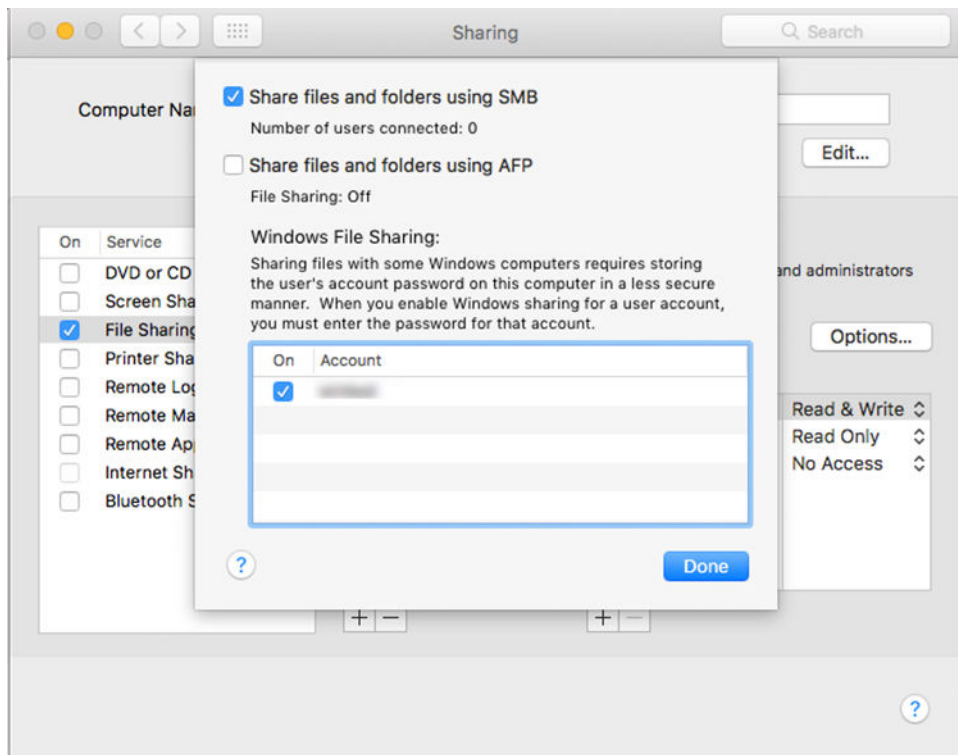 Sharing
Search
Computer Na
Edit...
Share files and folders using SMB
Number of users connected: 0
Share files and folders using AFP
File Sharing: Off
Windows File Sharing:
Sharing files with some Windows computers requires storing
the user's account password on this computer in a less secure
manner. When you enable Windows sharing for a user account,
you must enter the password for that account.
On Account
?
Done
On Service
DVD or CD
Screen Sha
File Sharing
Printer Sha
Remote Log
Remote Ma
Remote Ap
Internet Sh
Bluetooth S
and administrators
Options...
Read & Write
Read Only
No Access
+ −
+ −
?